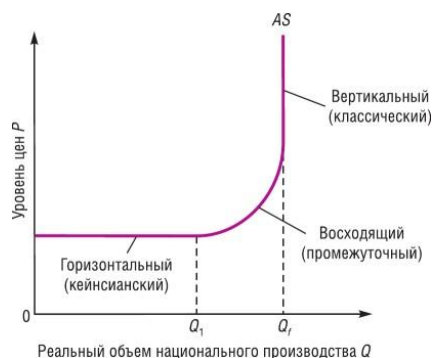 AS
Уровень цен P
Вертикальный
(классический)
Восходящий
(промежуточный)
Горизонтальный
(кейнсианский)
0
Q₁
Qf
Реальный объем национального производства Q